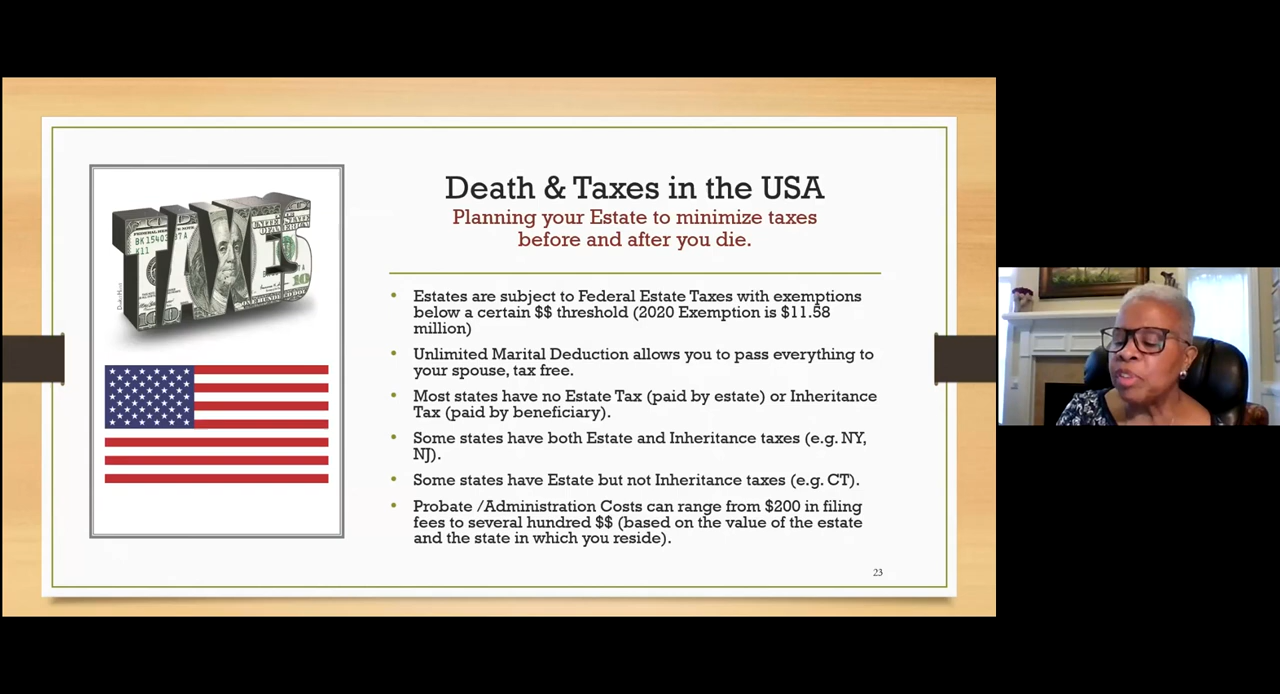 Death & Taxes in the USA
Planning your Estate to minimize taxes
before and after you die.
• Estates are subject to Federal Estate Taxes with exemptions
below a certain $$ threshold (2020 Exemption is $11.58
million)
• Unlimited Marital Deduction allows you to pass everything to
your spouse, tax free.
• Most states have no Estate Tax (paid by estate) or Inheritance
Tax (paid by beneficiary).
• Some states have both Estate and Inheritance taxes (e.g. NY,
NJ).
• Some states have Estate but not Inheritance taxes (e.g. CT).
• Probate /Administration Costs can range from $200 in filing
fees to several hundred $$ (based on the value of the estate
and the state in which you reside).
23
TAXES